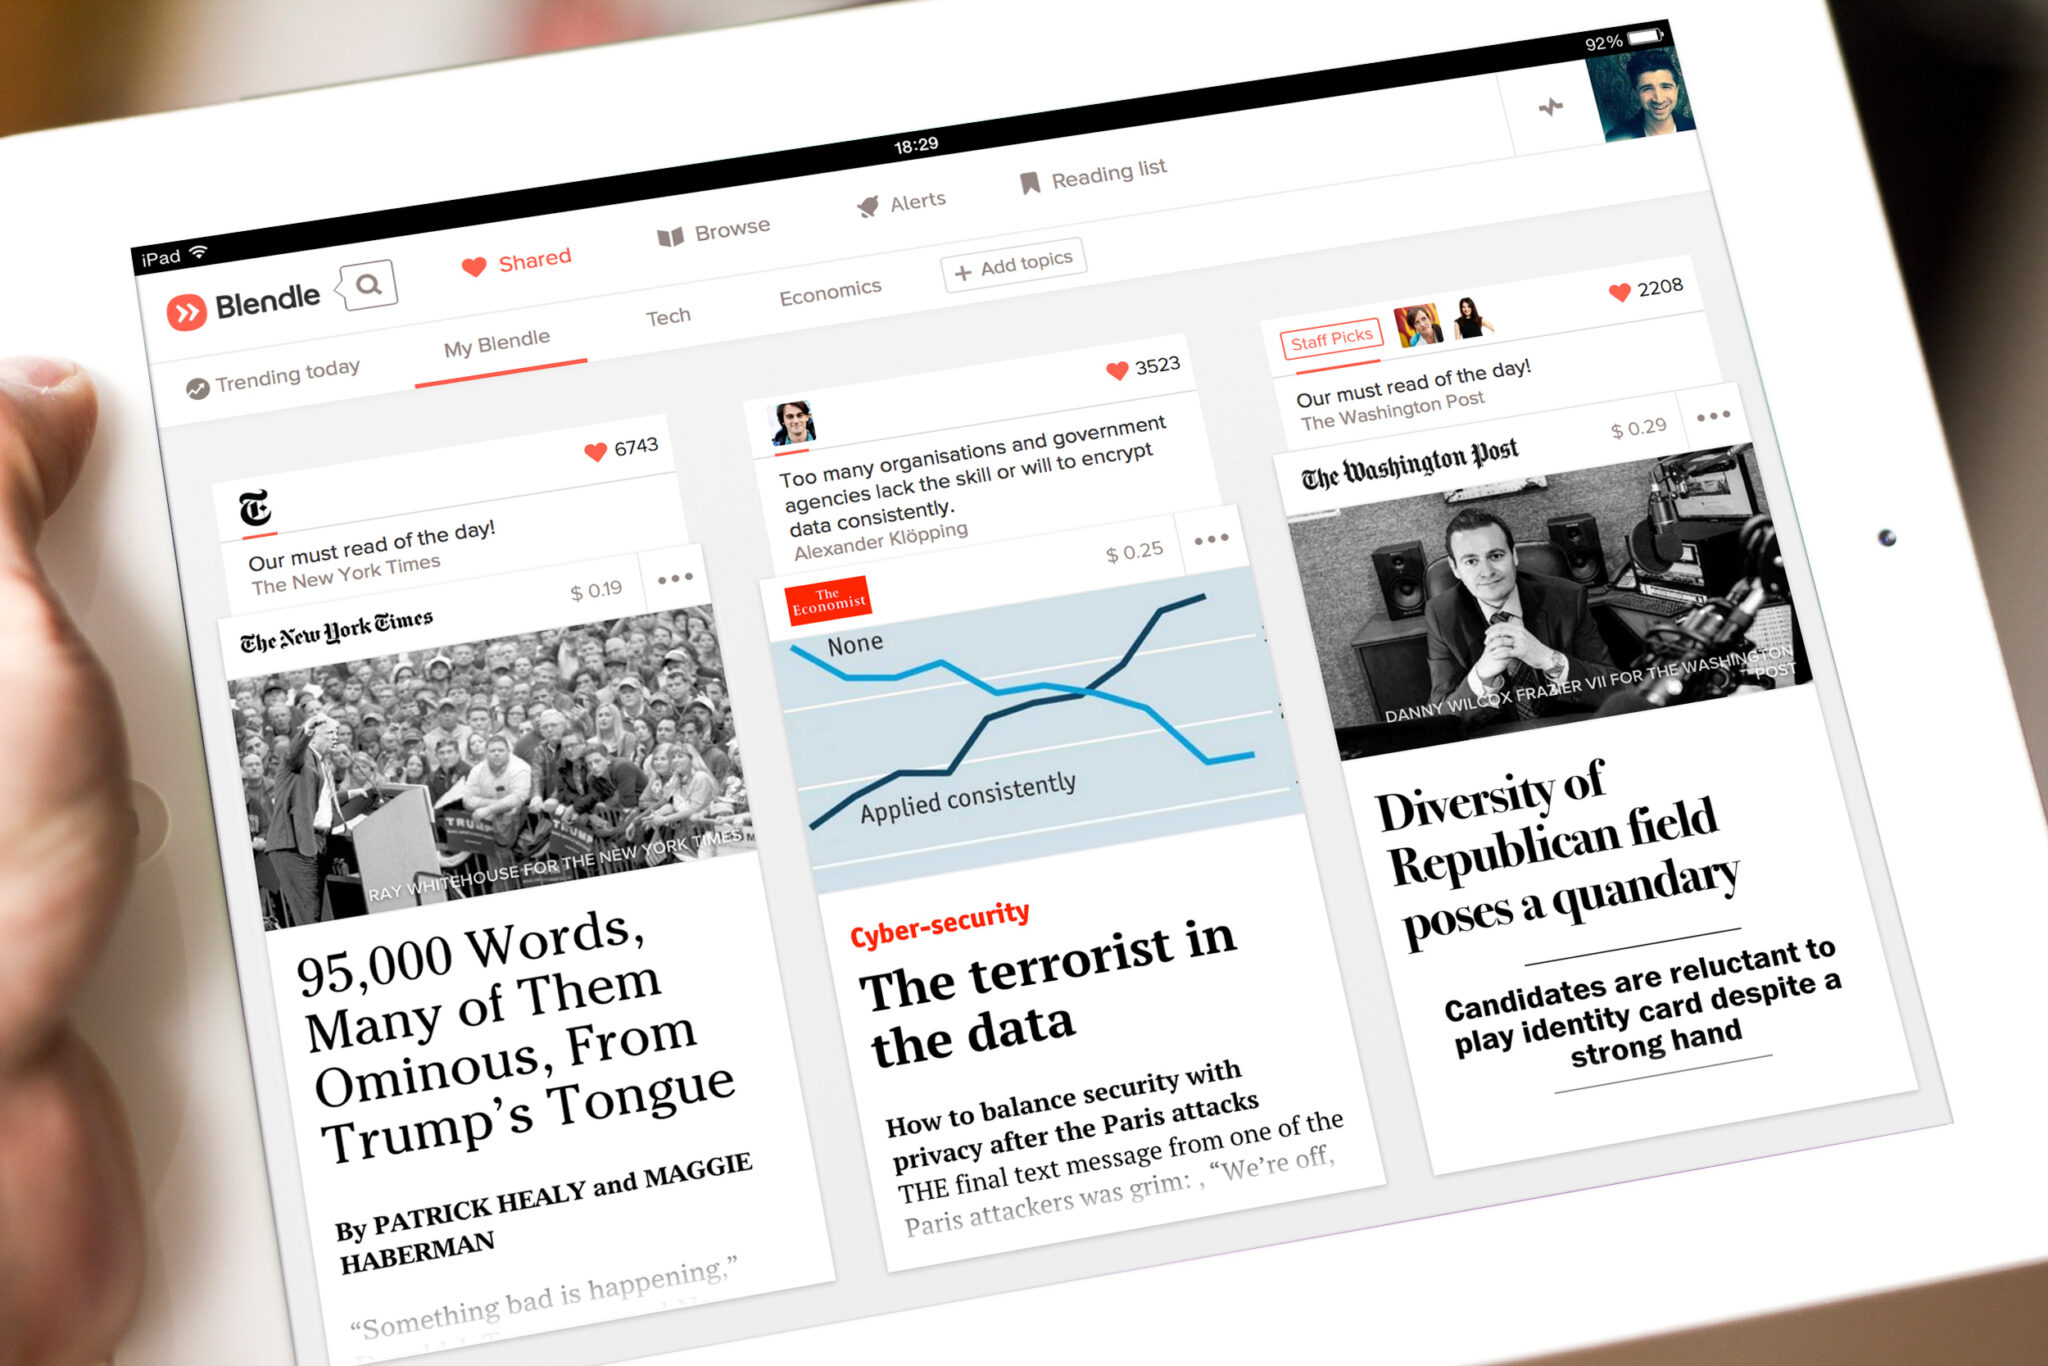 iPad
18:29
92%
Blendle
Shared
Browse
Alerts
Reading list
Trending today
My Blendle
Tech
Economics
+ Add topics
T
6743
Our must read of the day!
The New York Times
The New York Times
$ 0.19
RAY WHITEHOUSE FOR THE NEW YORK TIMES
TRUMP
95,000 Words,
Many of Them
Ominous, From
Trump's Tongue
By PATRICK HEALY and MAGGIE
HABERMAN
“Something bad is happening,”
3523
Too many organisations and government
agencies lack the skill or will to encrypt
data consistently.
Alexander Klöpping
The
Economist
$ 0.25
None
Applied consistently
Cyber-security
The terrorist in
the data
How to balance security with
privacy after the Paris attacks
THE final text message from one of the
Paris attackers was grim: , “We're off,
Staff Picks
2208
Our must read of the day!
The Washington Post
The Washington Post
$ 0.29
DANNY WILCOX FRAZIER VII FOR THE WASHINGTON
POST
Diversity of
Republican field
poses a quandary
Candidates are reluctant to
play identity card despite a
strong hand